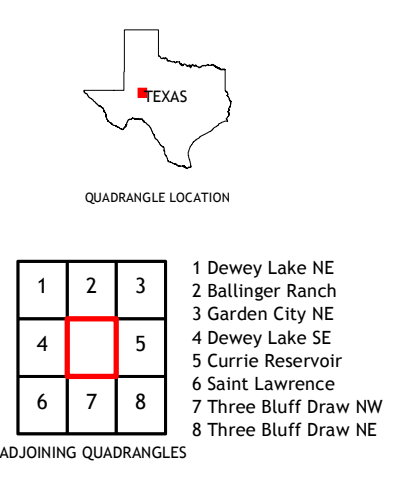 TEXAS
QUADRANGLE LOCATION
1 2 3
4 5
6 7 8
ADJOINING QUADRANGLES
1 Dewey Lake NE
2 Ballinger Ranch
3 Garden City NE
4 Dewey Lake SE
5 Currie Reservoir
6 Saint Lawrence
7 Three Bluff Draw NW
8 Three Bluff Draw NE